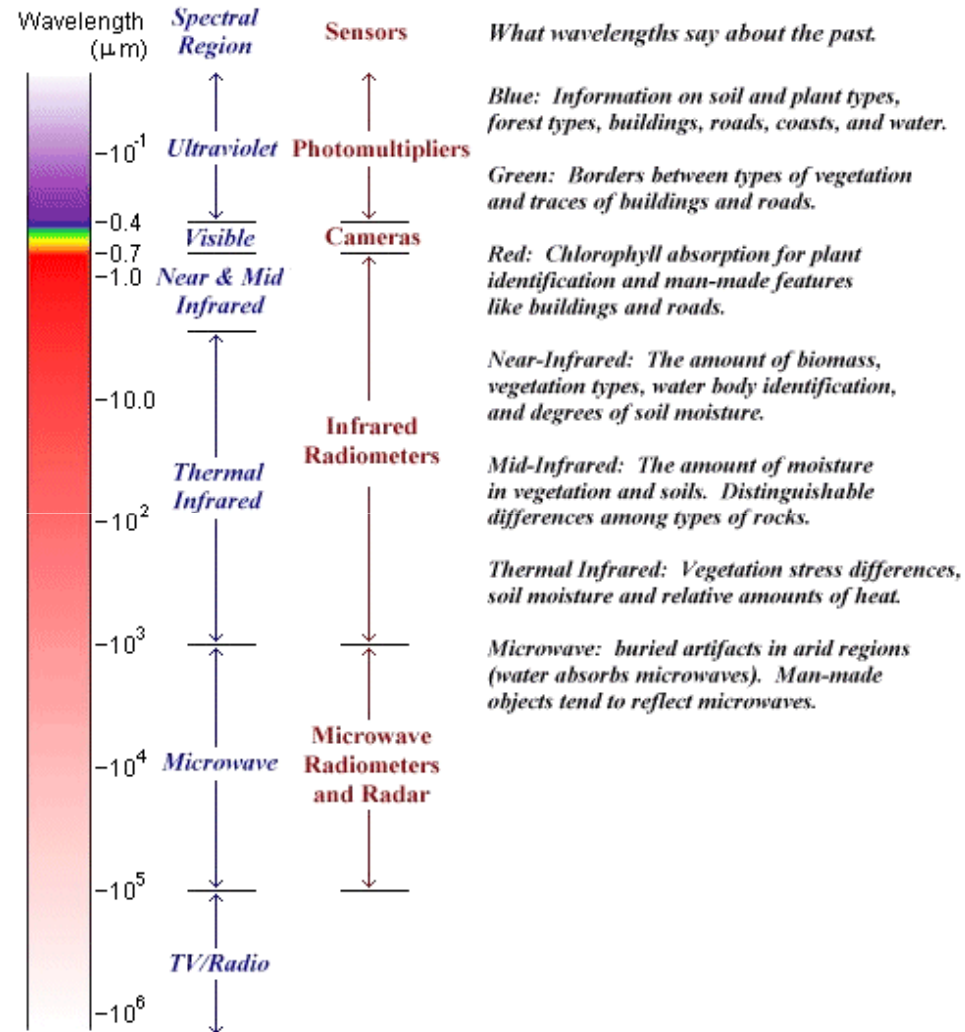 Wavelength
(μm)
−10¹
−0.4
−0.7
−1.0
−10.0
−10²
−10³
−10⁴
−10⁵
−10⁶
Spectral
Region
Ultraviolet
Visible
Near & Mid
Infrared
Thermal
Infrared
Microwave
TV/Radio
Sensors
Photomultipliers
Cameras
Infrared
Radiometers
Microwave
Radiometers
and Radar
What wavelengths say about the past.
Blue: Information on soil and plant types,
forest types, buildings, roads, coasts, and water.
Green: Borders between types of vegetation
and traces of buildings and roads.
Red: Chlorophyll absorption for plant
identification and man-made features
like buildings and roads.
Near-Infrared: The amount of biomass,
vegetation types, water body identification,
and degrees of soil moisture.
Mid-Infrared: The amount of moisture
in vegetation and soils. Distinguishable
differences among types of rocks.
Thermal Infrared: Vegetation stress differences,
soil moisture and relative amounts of heat.
Microwave: buried artifacts in arid regions
(water absorbs microwaves). Man-made
objects tend to reflect microwaves.